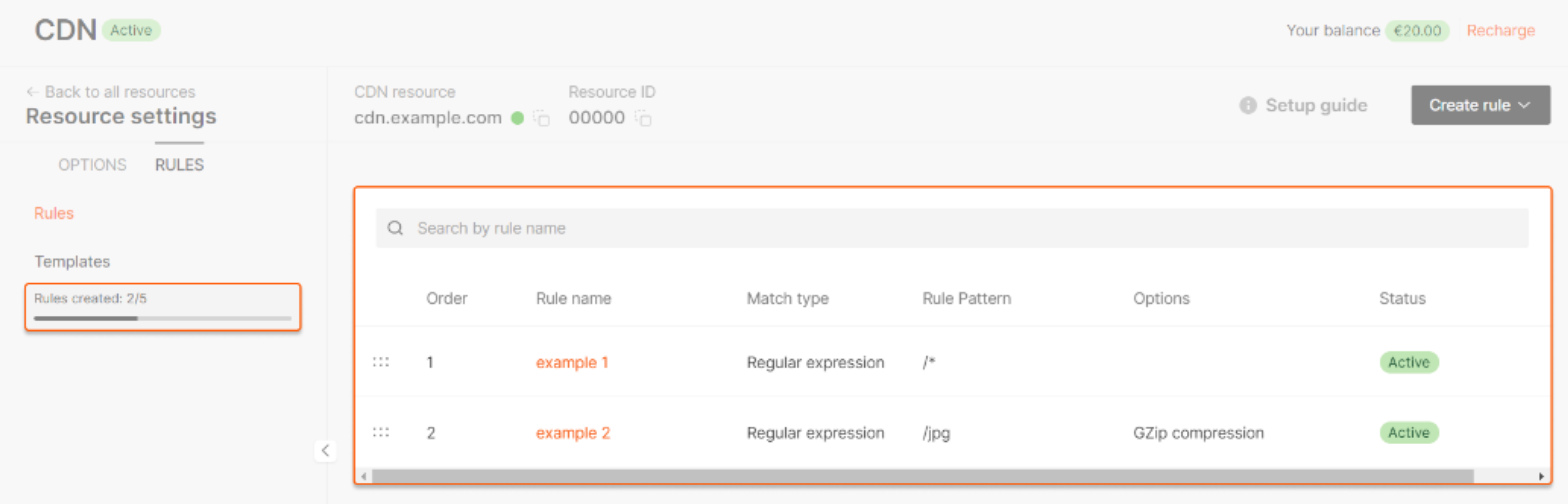 CDN Active
Your balance €20.00 Recharge
← Back to all resources
Resource settings
CDN resource
cdn.example.com
Resource ID
00000
Setup guide
Create rule
OPTIONS RULES
Rules
Templates
Rules created: 2/5
Search by rule name
Order Rule name Match type Rule Pattern Options Status
1 example 1 Regular expression /* Active
2 example 2 Regular expression /jpg GZip compression Active